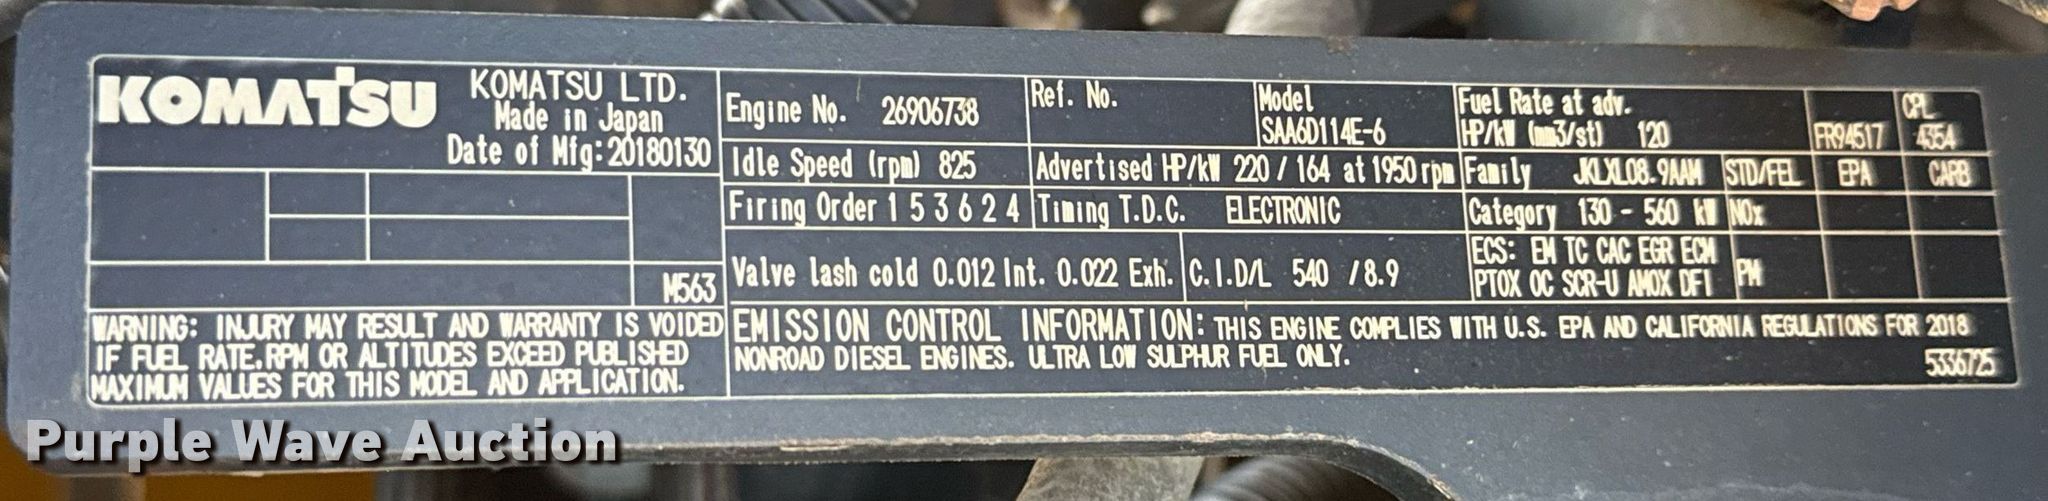 KOMATSU
KOMATSU LTD.
Made in Japan
Date of Mfg:20180130
Engine No. 26906738
Ref. No.
Model
SAA6D114E-6
Fuel Rate at adv.
HP/kW (mm3/st) 120
FR94517
CPL
4354
Idle Speed (rpm) 825
Advertised HP/kW 220 / 164 at 1950 rpm
Family JKLXL08.9AAM
STD/FEL
EPA
CARB
Firing Order 1 5 3 6 2 4
Timing T.D.C. ELECTRONIC
Category 130 - 560 kW
NOx
M563
Valve lash cold 0.012 Int. 0.022 Exh.
C.I.D/L 540 /8.9
ECS: EM TC CAC EGR ECM
PTOX OC SCR-U AMOX DFI
PM
WARNING: INJURY MAY RESULT AND WARRANTY IS VOIDED
IF FUEL RATE,RPM OR ALTITUDES EXCEED PUBLISHED
MAXIMUM VALUES FOR THIS MODEL AND APPLICATION.
EMISSION CONTROL INFORMATION: THIS ENGINE COMPLIES WITH U.S. EPA AND CALIFORNIA REGULATIONS FOR 2018
NONROAD DIESEL ENGINES. ULTRA LOW SULPHUR FUEL ONLY.
5336725
Purple Wave Auction